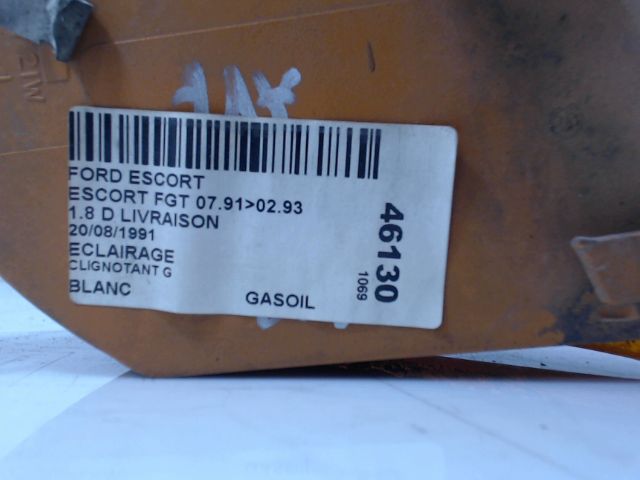 FORD ESCORT
ESCORT FGT 07.91>02.93
1.8 D LIVRAISON
20/08/1991
ECLAIRAGE
CLIGNOTANT G
BLANC
GASOIL
46130
1069